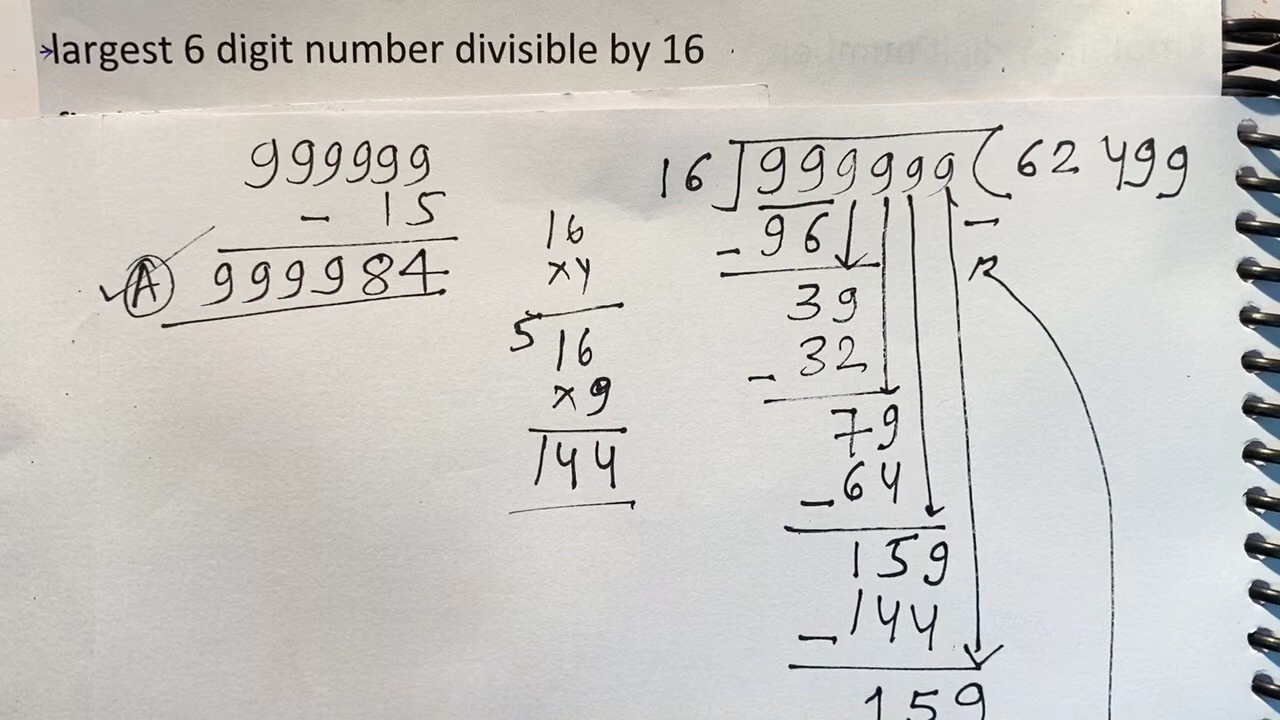 largest 6 digit number divisible by 16
999999
- 15
A 999984
16
x4
5
16
x9
144
16 999999 ( 62499
- 96
R
39
- 32
79
- 64
159
- 144
159